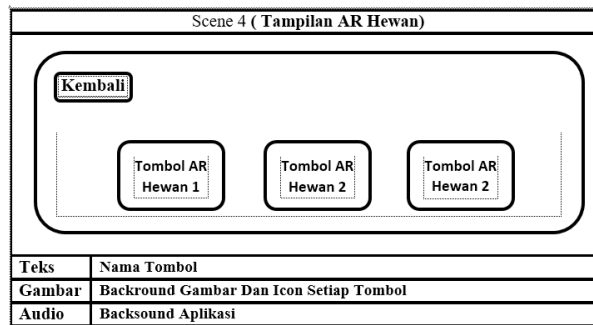 Scene 4 ( Tampilan AR Hewan)
Kembali
Tombol AR Hewan 1
Tombol AR Hewan 2
Tombol AR Hewan 2
Teks Nama Tombol
Gambar Backround Gambar Dan Icon Setiap Tombol
Audio Backsound Aplikasi